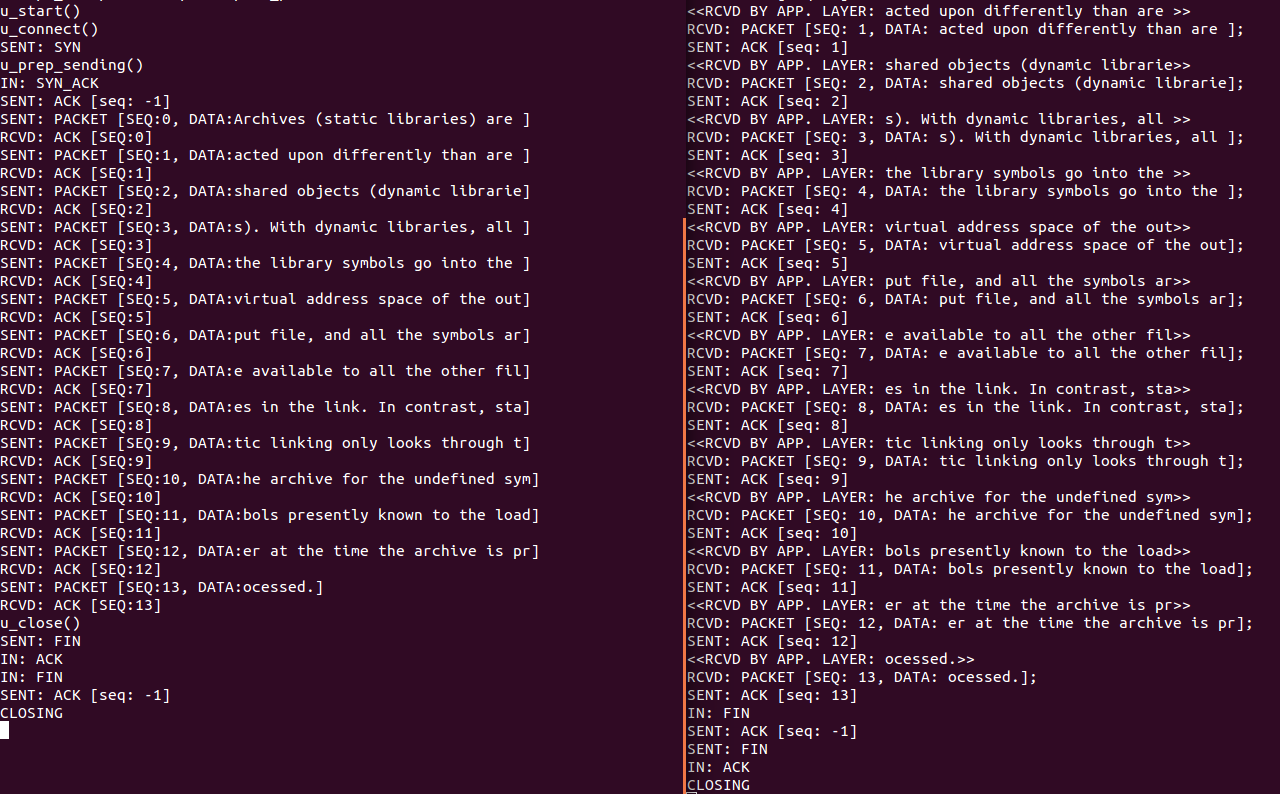 u_start()
u_connect()
SENT: SYN
u_prep_sending()
IN: SYN_ACK
SENT: ACK [seq: -1]
SENT: PACKET [SEQ:0, DATA:Archives (static libraries) are ]
RCVD: ACK [SEQ:0]
SENT: PACKET [SEQ:1, DATA:acted upon differently than are ]
RCVD: ACK [SEQ:1]
SENT: PACKET [SEQ:2, DATA:shared objects (dynamic librarie]
RCVD: ACK [SEQ:2]
SENT: PACKET [SEQ:3, DATA:s). With dynamic libraries, all ]
RCVD: ACK [SEQ:3]
SENT: PACKET [SEQ:4, DATA:the library symbols go into the ]
RCVD: ACK [SEQ:4]
SENT: PACKET [SEQ:5, DATA:virtual address space of the out]
RCVD: ACK [SEQ:5]
SENT: PACKET [SEQ:6, DATA:put file, and all the symbols ar]
RCVD: ACK [SEQ:6]
SENT: PACKET [SEQ:7, DATA:e available to all the other fil]
RCVD: ACK [SEQ:7]
SENT: PACKET [SEQ:8, DATA:es in the link. In contrast, sta]
RCVD: ACK [SEQ:8]
SENT: PACKET [SEQ:9, DATA:tic linking only looks through t]
RCVD: ACK [SEQ:9]
SENT: PACKET [SEQ:10, DATA:he archive for the undefined sym]
RCVD: ACK [SEQ:10]
SENT: PACKET [SEQ:11, DATA:bols presently known to the load]
RCVD: ACK [SEQ:11]
SENT: PACKET [SEQ:12, DATA:er at the time the archive is pr]
RCVD: ACK [SEQ:12]
SENT: PACKET [SEQ:13, DATA:ocessed.]
RCVD: ACK [SEQ:13]
u_close()
SENT: FIN
IN: ACK
IN: FIN
SENT: ACK [seq: -1]
CLOSING
<<RCVD BY APP. LAYER: acted upon differently than are >>
RCVD: PACKET [SEQ: 1, DATA: acted upon differently than are ];
SENT: ACK [seq: 1]
<<RCVD BY APP. LAYER: shared objects (dynamic librarie>>
RCVD: PACKET [SEQ: 2, DATA: shared objects (dynamic librarie];
SENT: ACK [seq: 2]
<<RCVD BY APP. LAYER: s). With dynamic libraries, all >>
RCVD: PACKET [SEQ: 3, DATA: s). With dynamic libraries, all ];
SENT: ACK [seq: 3]
<<RCVD BY APP. LAYER: the library symbols go into the >>
RCVD: PACKET [SEQ: 4, DATA: the library symbols go into the ];
SENT: ACK [seq: 4]
<<RCVD BY APP. LAYER: virtual address space of the out>>
RCVD: PACKET [SEQ: 5, DATA: virtual address space of the out];
SENT: ACK [seq: 5]
<<RCVD BY APP. LAYER: put file, and all the symbols ar>>
RCVD: PACKET [SEQ: 6, DATA: put file, and all the symbols ar];
SENT: ACK [seq: 6]
<<RCVD BY APP. LAYER: e available to all the other fil>>
RCVD: PACKET [SEQ: 7, DATA: e available to all the other fil];
SENT: ACK [seq: 7]
<<RCVD BY APP. LAYER: es in the link. In contrast, sta>>
RCVD: PACKET [SEQ: 8, DATA: es in the link. In contrast, sta];
SENT: ACK [seq: 8]
<<RCVD BY APP. LAYER: tic linking only looks through t>>
RCVD: PACKET [SEQ: 9, DATA: tic linking only looks through t];
SENT: ACK [seq: 9]
<<RCVD BY APP. LAYER: he archive for the undefined sym>>
RCVD: PACKET [SEQ: 10, DATA: he archive for the undefined sym];
SENT: ACK [seq: 10]
<<RCVD BY APP. LAYER: bols presently known to the load>>
RCVD: PACKET [SEQ: 11, DATA: bols presently known to the load];
SENT: ACK [seq: 11]
<<RCVD BY APP. LAYER: er at the time the archive is pr>>
RCVD: PACKET [SEQ: 12, DATA: er at the time the archive is pr];
SENT: ACK [seq: 12]
<<RCVD BY APP. LAYER: ocessed.>>
RCVD: PACKET [SEQ: 13, DATA: ocessed.];
SENT: ACK [seq: 13]
IN: FIN
SENT: ACK [seq: -1]
SENT: FIN
IN: ACK
CLOSING